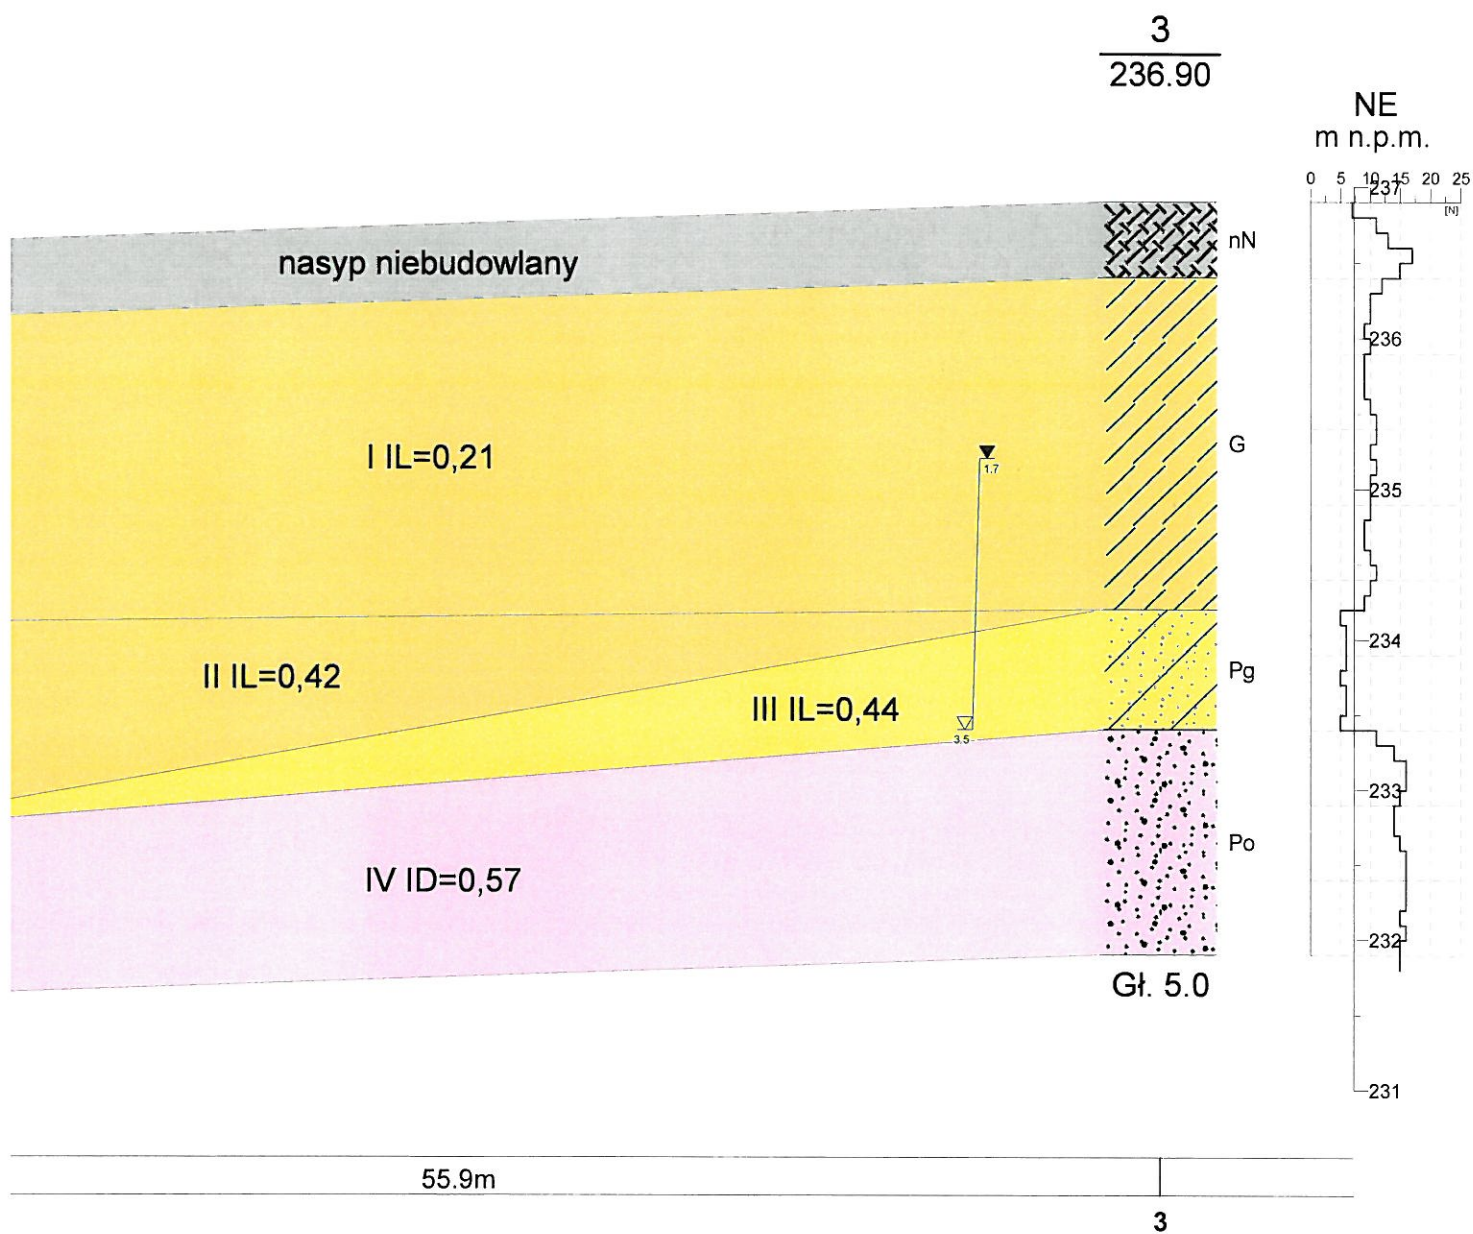 3
236.90
NE
m n.p.m.
0 5 10 15 20 25
237
[N]
nasyp niebudowlany
nN
236
I IL=0,21
G
1.7
235
234
II IL=0,42
Pg
III IL=0,44
3.5
233
Po
IV ID=0,57
232
Gł. 5.0
231
55.9m
3